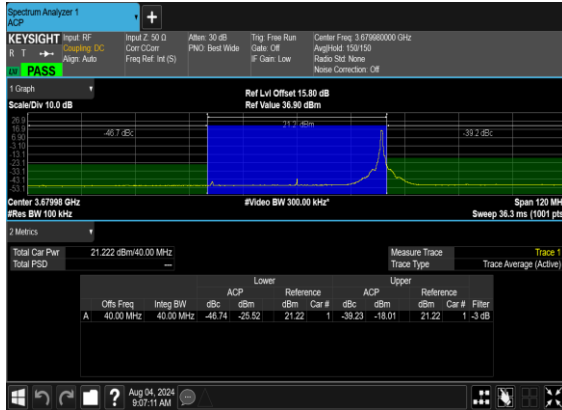 Spectrum Analyzer 1
ACP
+
KEYSIGHT Input: RF Input Z: 50 Ω Atten: 30 dB Trig: Free Run Center Freq: 3.679980000 GHz
R T Coupling: DC Corr CCorr PNO: Best Wide Gate: Off Avg|Hold: 150/150
Align: Auto Freq Ref: Int (S) IF Gain: Low Radio Std: None
PASS Noise Correction: Off
1 Graph
Ref Lvl Offset 15.80 dB
Scale/Div 10.0 dB Ref Value 36.90 dBm
26.9
16.9 21.2 dBm
6.90 -46.7 dBc -39.2 dBc
-3.10
-13.1
-23.1
-33.1
-43.1
-53.1
Center 3.67998 GHz #Video BW 300.00 kHz* Span 120 MH
#Res BW 100 kHz Sweep 36.3 ms (1001 pts
2 Metrics
Total Car Pwr 21.222 dBm/40.00 MHz Measure Trace Trace 1
Total PSD --- Trace Type Trace Average (Active)
Lower Upper
ACP Reference ACP Reference
Offs Freq Integ BW dBc dBm dBm Car # dBc dBm dBm Car # Filter
A 40.00 MHz 40.00 MHz -46.74 -25.52 21.22 1 -39.23 -18.01 21.22 1 -3 dB
? Aug 04, 2024
9:07:11 AM